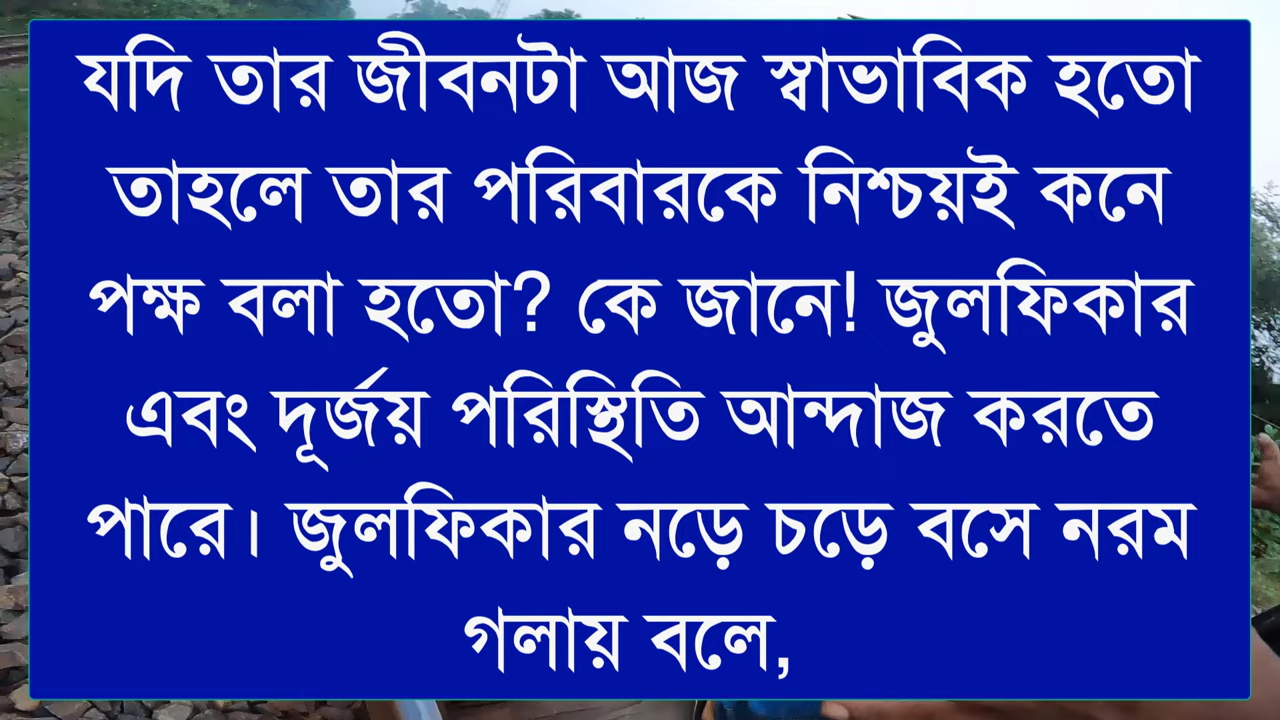 যদি তার জীবনটা আজ স্বাভাবিক হতো
তাহলে তার পরিবারকে নিশ্চয়ই কনে
পক্ষ বলা হতো? কে জানে! জুলফিকার
এবং দূর্জয় পরিস্থিতি আন্দাজ করতে
পারে। জুলফিকার নড়ে চড়ে বসে নরম
গলায় বলে,